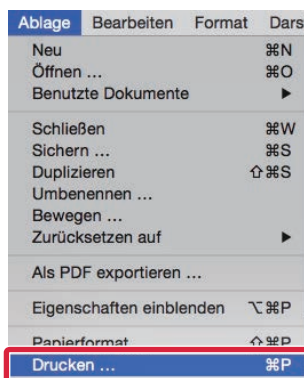 Ablage Bearbeiten Format Dars
Neu ⌘N
Öffnen ... ⌘O
Benutzte Dokumente ▶
Schließen ⌘W
Sichern ... ⌘S
Duplizieren ⇧⌘S
Umbenennen ...
Bewegen ...
Zurücksetzen auf ▶
Als PDF exportieren ...
Eigenschaften einblenden ⌥⌘P
Papierformat ⇧⌘P
Drucken ... ⌘P